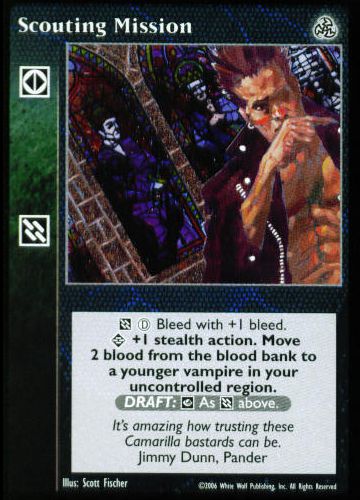 Scouting Mission
Ⓓ Bleed with +1 bleed.
+1 stealth action. Move
2 blood from the blood bank to
a younger vampire in your
uncontrolled region.
DRAFT: As above.
It's amazing how trusting these
Camarilla bastards can be.
Jimmy Dunn, Pander
Illus: Scott Fischer
©2006 White Wolf Publishing, Inc. All Rights Reserved